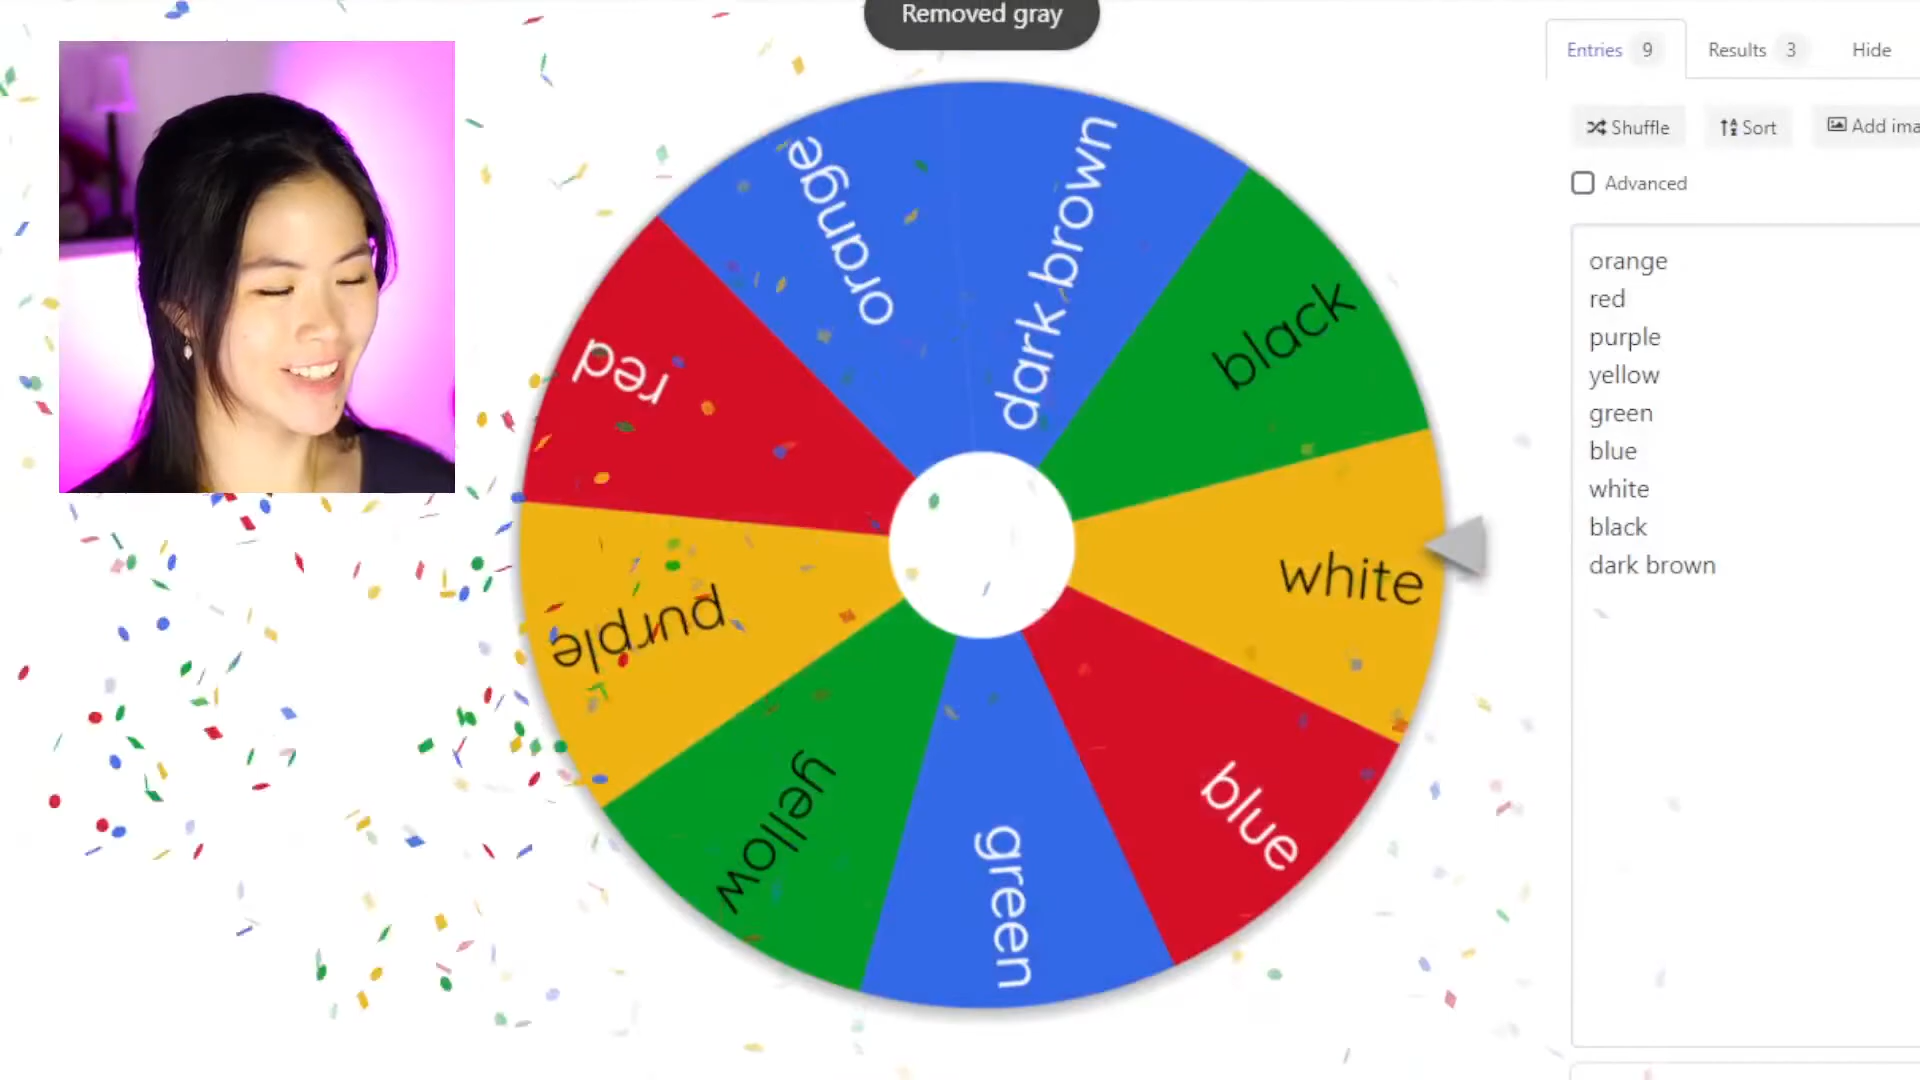 Removed gray
Entries 9
Results 3
Hide
Shuffle
Sort
Add ima
Advanced
orange
red
purple
yellow
green
blue
white
black
dark brown
orange
dark brown
black
white
blue
green
yellow
purple
red